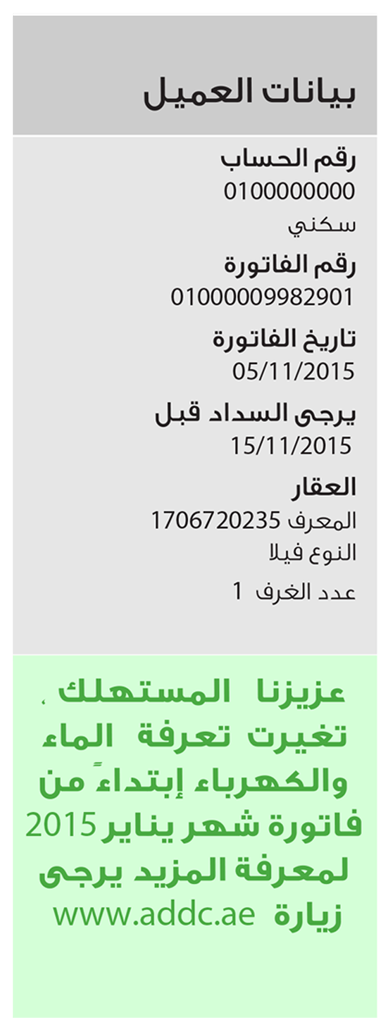 بيانات العميل
رقم الحساب
0100000000
سكني
رقم الفاتورة
01000009982901
تاريخ الفاتورة
05/11/2015
يرجى السداد قبل
15/11/2015
العقار
المعرف 1706720235
النوع فيلا
عدد الغرف 1
عزيزنا المستهلك ،
تغيرت تعرفة الماء
والكهرباء إبتداءً من
فاتورة شهر يناير 2015
لمعرفة المزيد يرجى
زيارة www.addc.ae